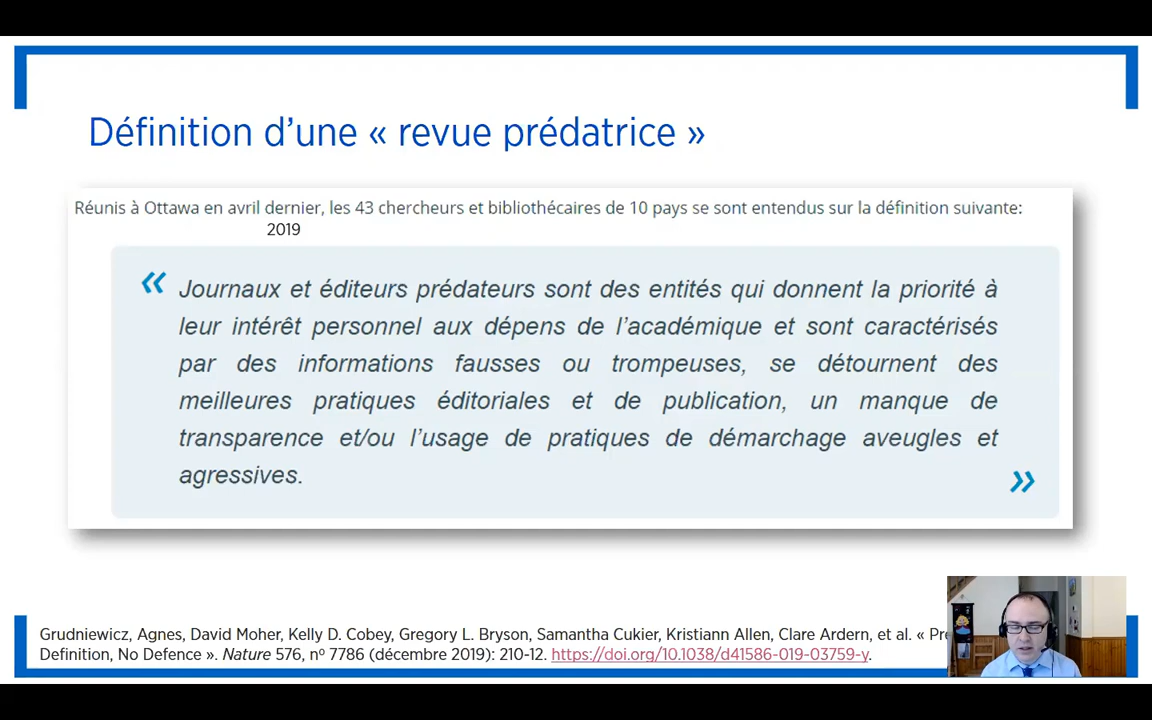 Définition d’une « revue prédatrice »
Réunis à Ottawa en avril dernier, les 43 chercheurs et bibliothécaires de 10 pays se sont entendus sur la définition suivante:
2019
« Journaux et éditeurs prédateurs sont des entités qui donnent la priorité à
leur intérêt personnel aux dépens de l’académique et sont caractérisés
par des informations fausses ou trompeuses, se détournent des
meilleures pratiques éditoriales et de publication, un manque de
transparence et/ou l’usage de pratiques de démarchage aveugles et
agressives. »
Grudniewicz, Agnes, David Moher, Kelly D. Cobey, Gregory L. Bryson, Samantha Cukier, Kristiann Allen, Clare Ardern, et al. « Pre
Definition, No Defence ». Nature 576, nº 7786 (décembre 2019): 210-12. https://doi.org/10.1038/d41586-019-03759-y.